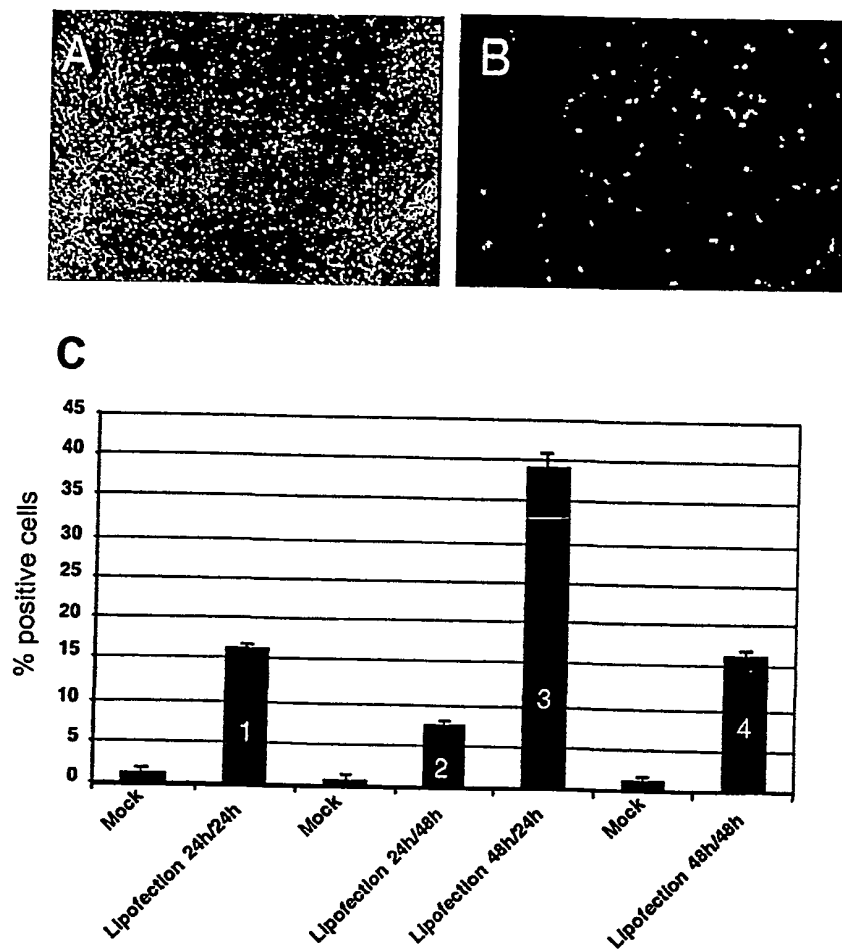 A
B
C
% positive cells
45
40
35
30
25
20
15
10
5
0
1
2
3
4
Mock
Lipofection 24h/24h
Mock
Lipofection 24h/48h
Lipofection 48h/24h
Mock
Lipofection 48h/48h